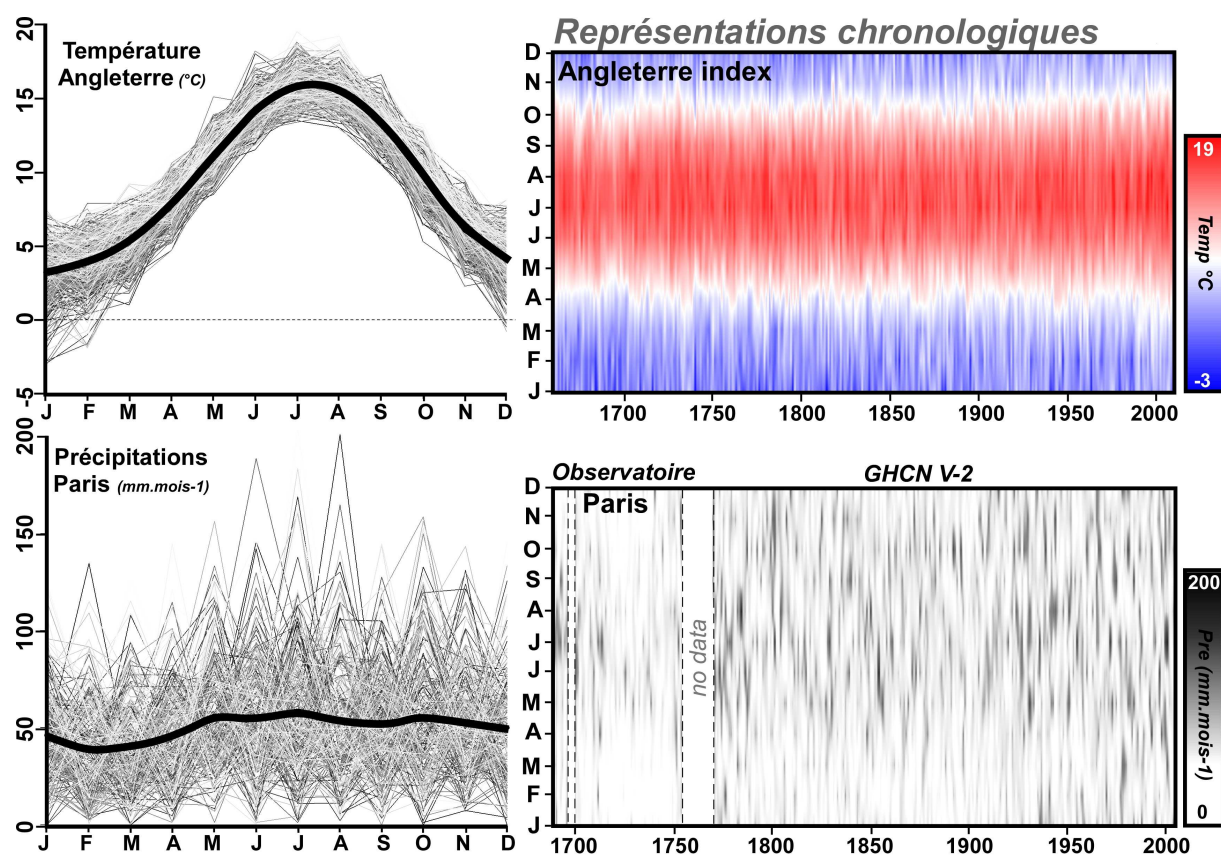 Représentations chronologiques
Température
Angleterre (°C)
20
15
10
5
0
-5
J F M A M J J A S O N D
Angleterre index
D
N
O
S
A
J
J
M
A
M
F
J
1700 1750 1800 1850 1900 1950 2000
19
Temp °C
-3
Précipitations
Paris (mm.mois-1)
200
150
100
50
0
J F M A M J J A S O N D
Observatoire GHCN V-2
Paris
no data
D
N
O
S
A
J
J
M
A
M
F
J
1700 1750 1800 1850 1900 1950 2000
200
Pre (mm.mois-1)
0